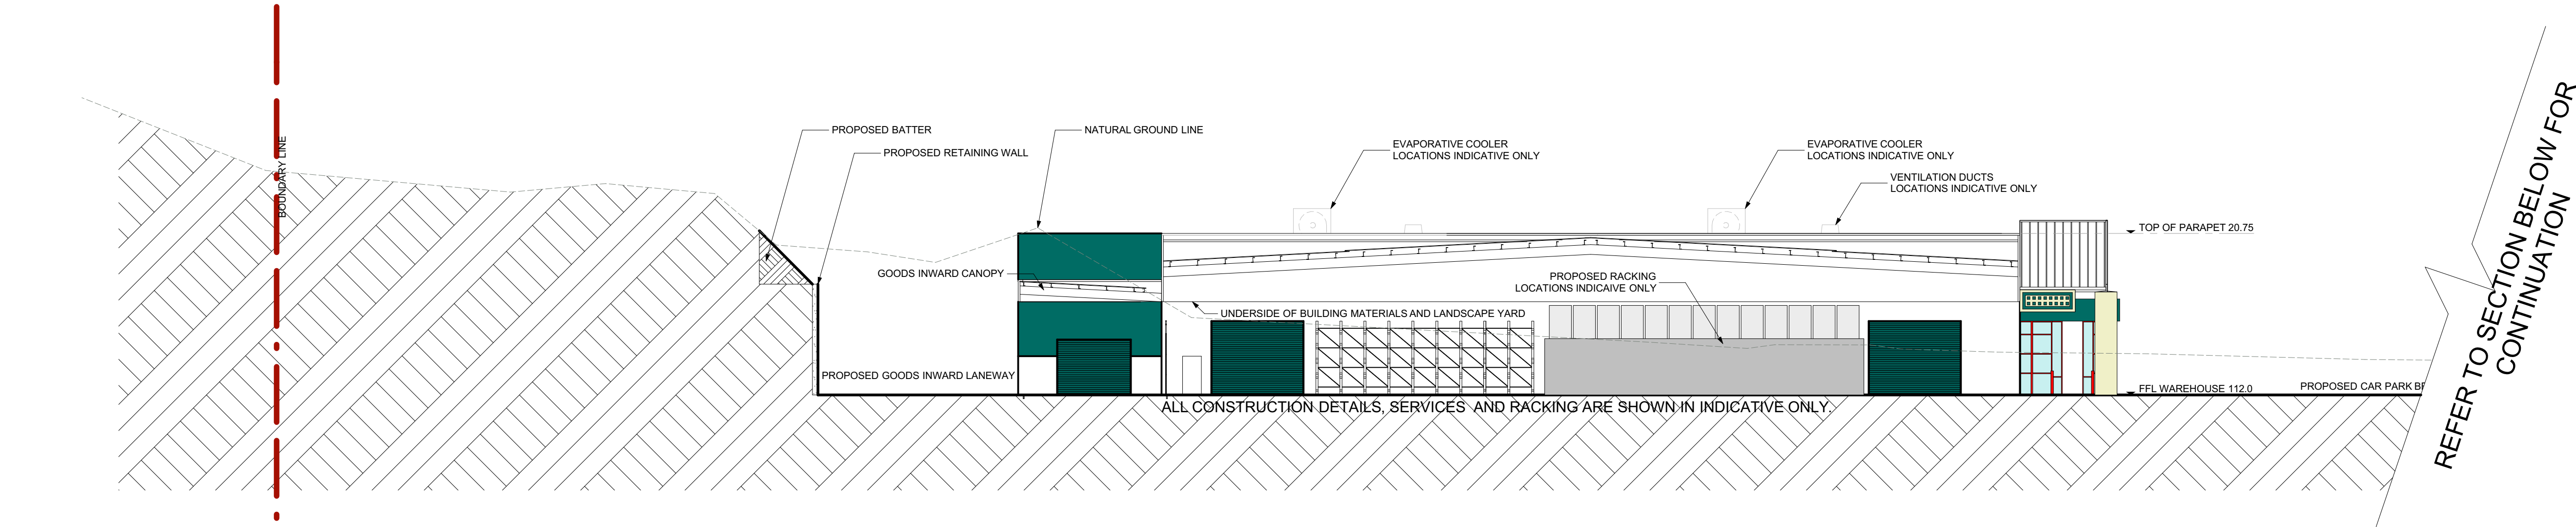 BOUNDARY LINE
PROPOSED BATTER
PROPOSED RETAINING WALL
NATURAL GROUND LINE
EVAPORATIVE COOLER
LOCATIONS INDICATIVE ONLY
EVAPORATIVE COOLER
LOCATIONS INDICATIVE ONLY
VENTILATION DUCTS
LOCATIONS INDICATIVE ONLY
TOP OF PARAPET 20.75
GOODS INWARD CANOPY
PROPOSED RACKING
LOCATIONS INDICAIVE ONLY
UNDERSIDE OF BUILDING MATERIALS AND LANDSCAPE YARD
PROPOSED GOODS INWARD LANEWAY
FFL WAREHOUSE 112.0
PROPOSED CAR PARK
ALL CONSTRUCTION DETAILS, SERVICES AND RACKING ARE SHOWN IN INDICATIVE ONLY.
REFER TO SECTION BELOW FOR
CONTINUATION